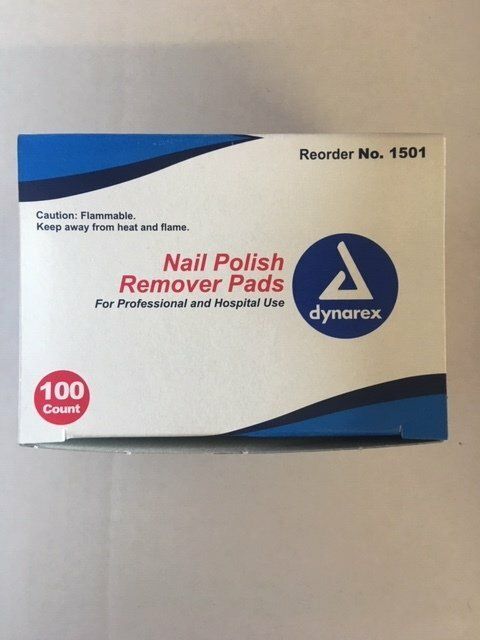 Reorder No. 1501
Caution: Flammable.
Keep away from heat and flame.
Nail Polish
Remover Pads
For Professional and Hospital Use
dynarex
100
Count